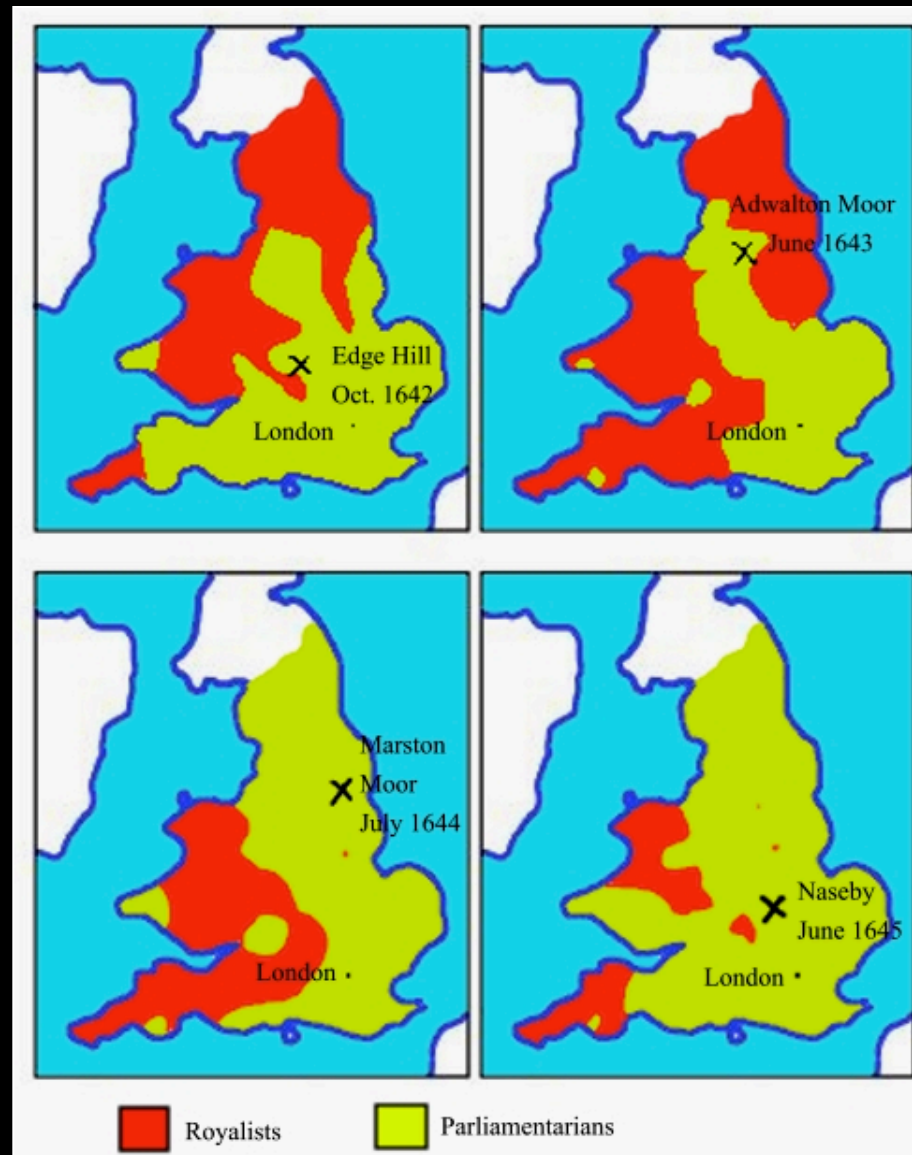 Edge Hill
Oct. 1642
London
Adwalton Moor
June 1643
London
Marston
Moor
July 1644
London
Naseby
June 1645
London
Royalists
Parliamentarians